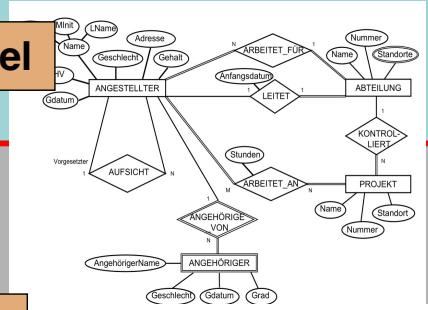 MInit
LName
Name
el
HV
Gdatum
Geschlecht
Adresse
Gehalt
ANGESTELLTER
N
ARBEITET_FÜR
1
Anfangsdatum
1
LEITET
1
Nummer
Name
Standorte
ABTEILUNG
1
KONTROL-
LIERT
N
Vorgesetzter
1
AUFSICHT
N
Stunden
M
ARBEITET_AN
N
PROJEKT
Name
Nummer
Standort
1
ANGEHÖRIGE
VON
N
AngehörigerName
ANGEHÖRIGER
Geschlecht
Gdatum
Grad